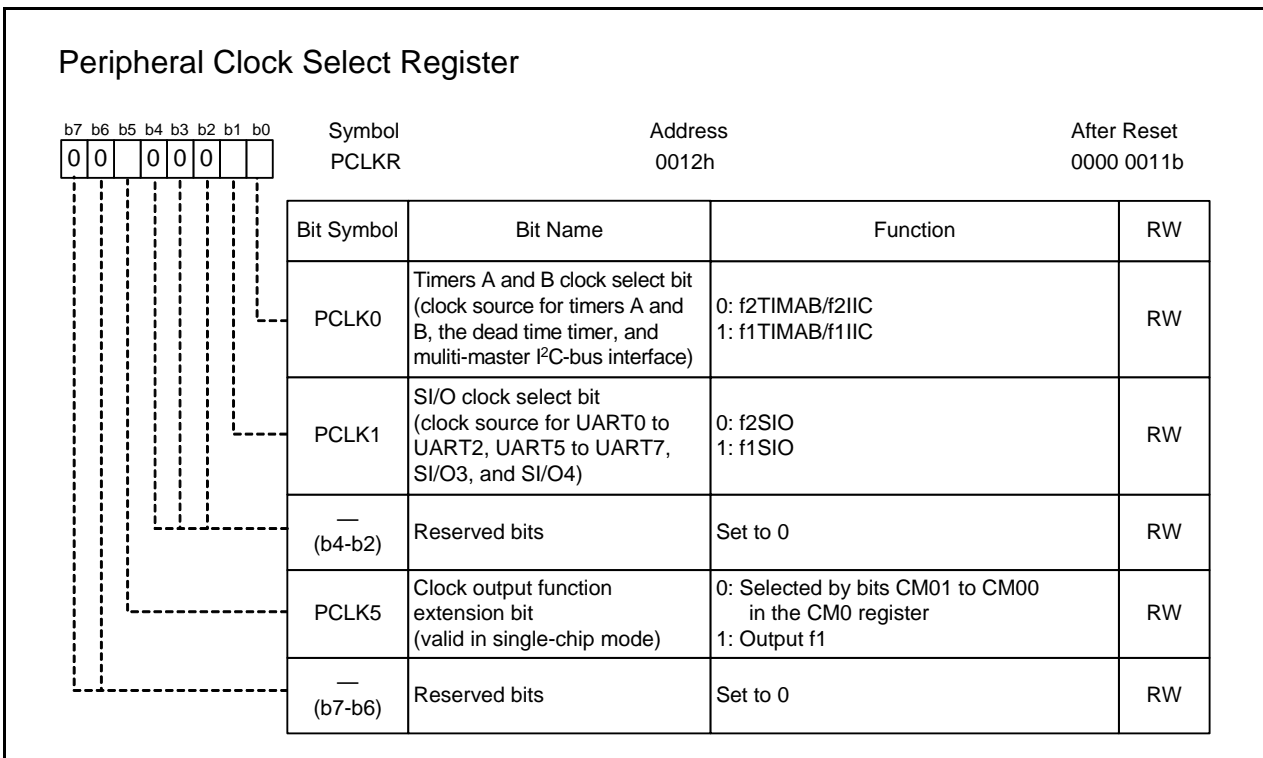 Peripheral Clock Select Register
b7 b6 b5 b4 b3 b2 b1 b0
Symbol Address After Reset
0 0 0 0 0
PCLKR 0012h 0000 0011b
Bit Symbol Bit Name Function RW
PCLK0
Timers A and B clock select bit
(clock source for timers A and
B, the dead time timer, and
muliti-master I²C-bus interface)
0: f2TIMAB/f2IIC
1: f1TIMAB/f1IIC
RW
PCLK1
SI/O clock select bit
(clock source for UART0 to
UART2, UART5 to UART7,
SI/O3, and SI/O4)
0: f2SIO
1: f1SIO
RW
—
(b4-b2)
Reserved bits
Set to 0
RW
PCLK5
Clock output function
extension bit
(valid in single-chip mode)
0: Selected by bits CM01 to CM00
in the CM0 register
1: Output f1
RW
—
(b7-b6)
Reserved bits
Set to 0
RW